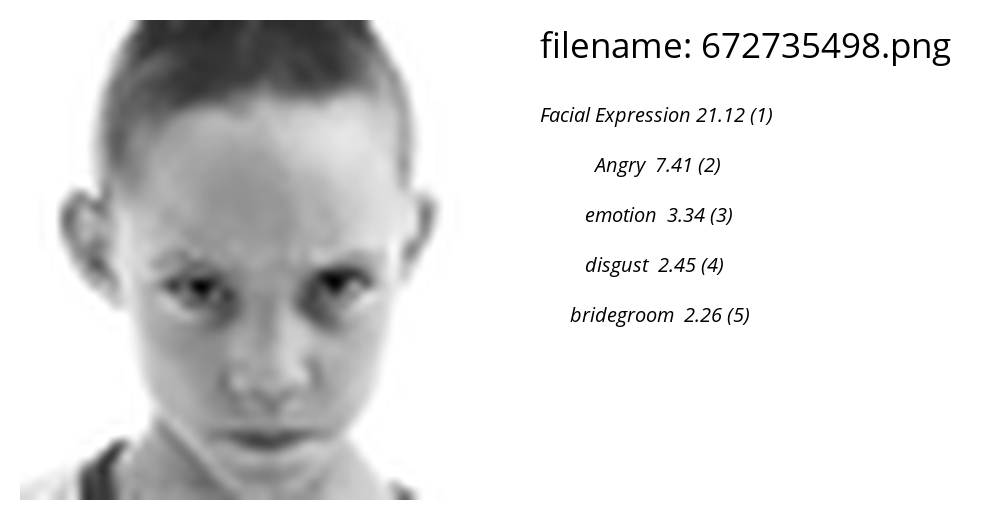 filename: 672735498.png
Facial Expression 21.12 (1)
Angry 7.41 (2)
emotion 3.34 (3)
disgust 2.45 (4)
bridegroom 2.26 (5)